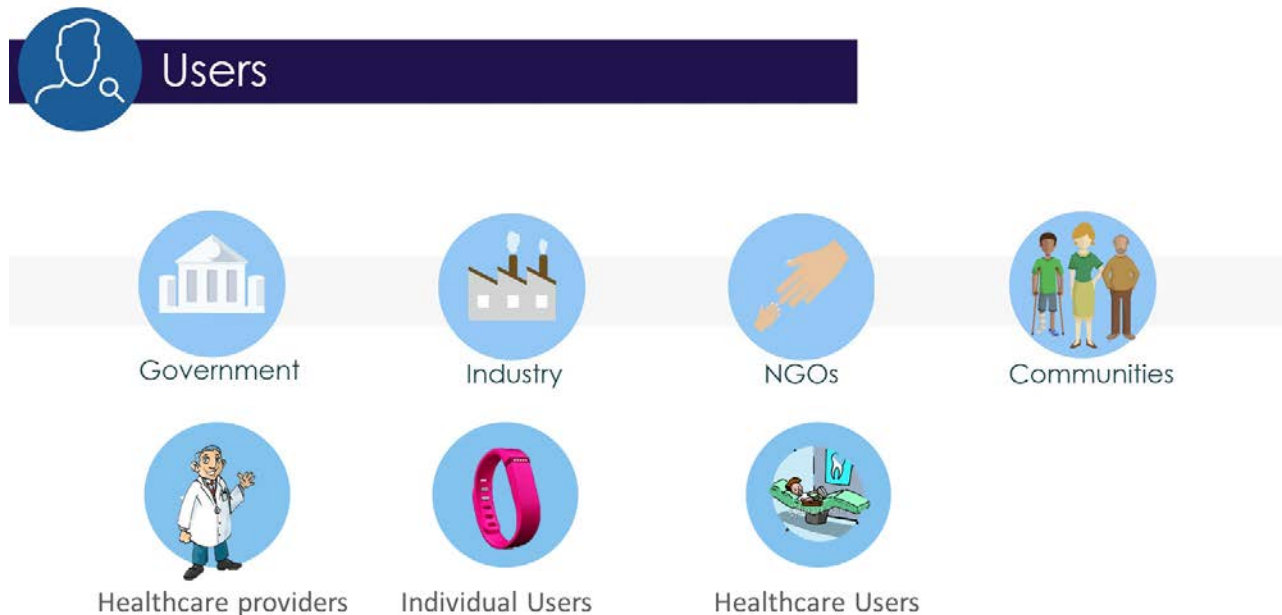 Users
Government
Industry
NGOs
Communities
Healthcare providers
Individual Users
Healthcare Users